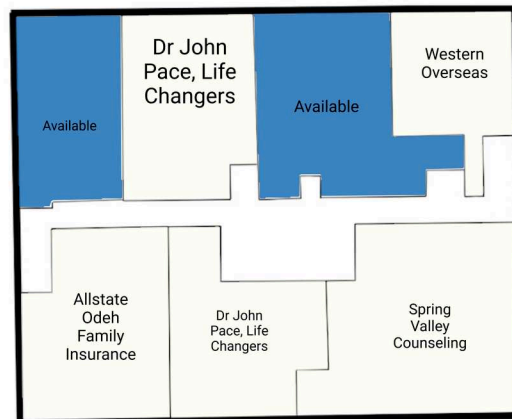 Available
Dr John
Pace, Life
Changers
Available
Western
Overseas
Allstate
Odeh
Family
Insurance
Dr John
Pace, Life
Changers
Spring
Valley
Counseling